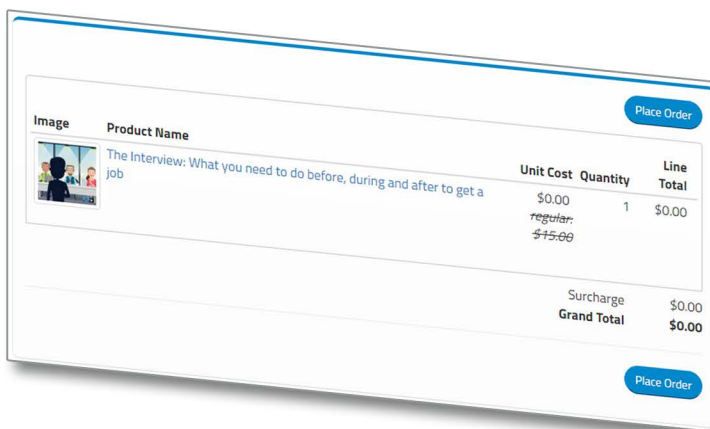 Place Order
Image Product Name Unit Cost Quantity Line
Total
The Interview: What you need to do before, during and after to get a
job
$0.00 1 $0.00
regular:
$15.00
Surcharge $0.00
Grand Total $0.00
Place Order